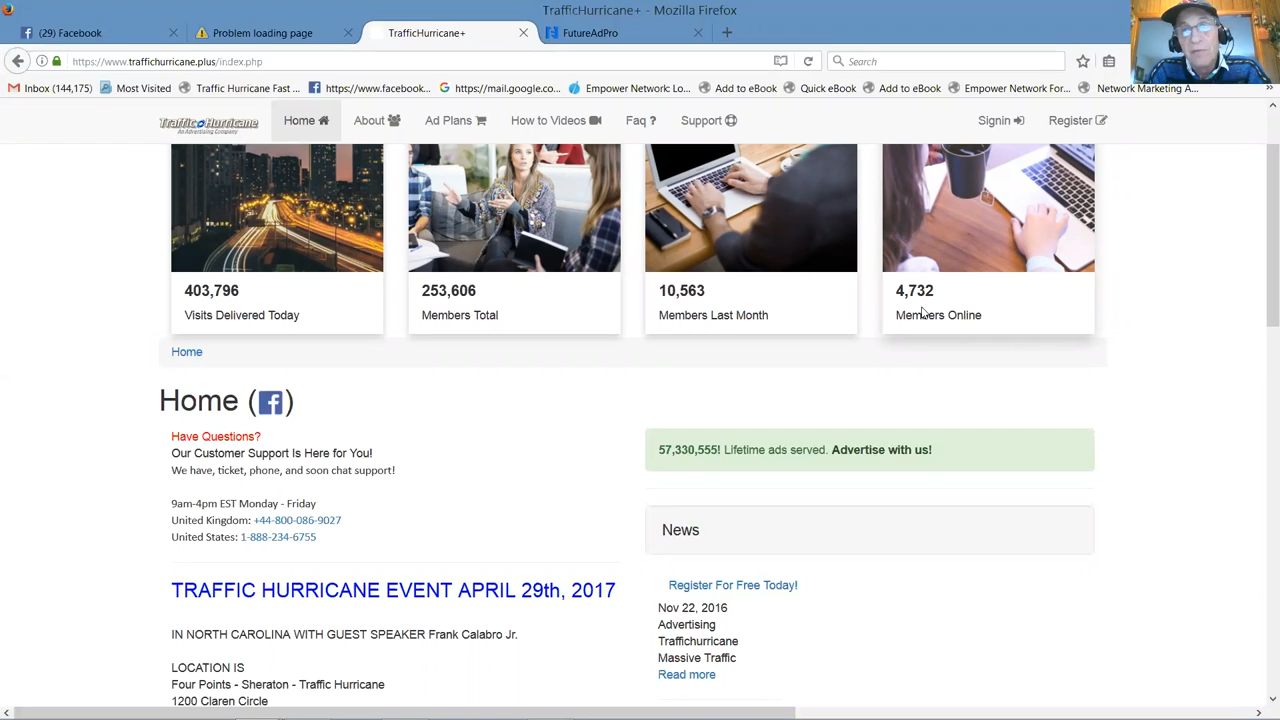 TrafficHurricane+ - Mozilla Firefox
(29) Facebook
Problem loading page
TrafficHurricane+
FutureAdPro
https://www.traffichurricane.plus/index.php
Search
Inbox (144,175)
Most Visited
Traffic Hurricane Fast ...
https://www.facebook...
https://mail.google.co...
Empower Network: Lo...
Add to eBook
Quick eBook
Add to eBook
Empower Network For...
Network Marketing A...
Traffic Hurricane
An Advertising Company
Home
About
Ad Plans
How to Videos
Faq ?
Support
Signin
Register
403,796
Visits Delivered Today
253,606
Members Total
10,563
Members Last Month
4,732
Members Online
Home
Home (f)
Have Questions?
Our Customer Support Is Here for You!
We have, ticket, phone, and soon chat support!
9am-4pm EST Monday - Friday
United Kingdom: +44-800-086-9027
United States: 1-888-234-6755
TRAFFIC HURRICANE EVENT APRIL 29th, 2017
IN NORTH CAROLINA WITH GUEST SPEAKER Frank Calabro Jr.
LOCATION IS
Four Points - Sheraton - Traffic Hurricane
1200 Claren Circle
57,330,555! Lifetime ads served. Advertise with us!
News
Register For Free Today!
Nov 22, 2016
Advertising
Traffichurricane
Massive Traffic
Read more